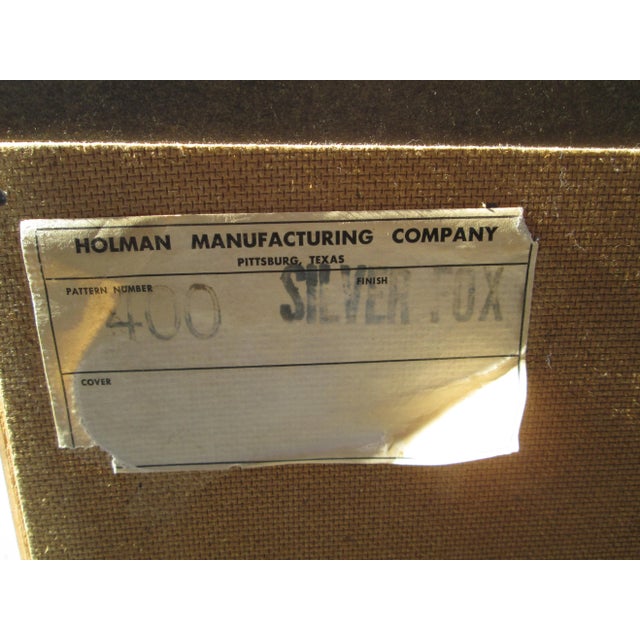 HOLMAN MANUFACTURING COMPANY
PITTSBURG, TEXAS
PATTERN NUMBER FINISH
400 SILVER FOX
COVER